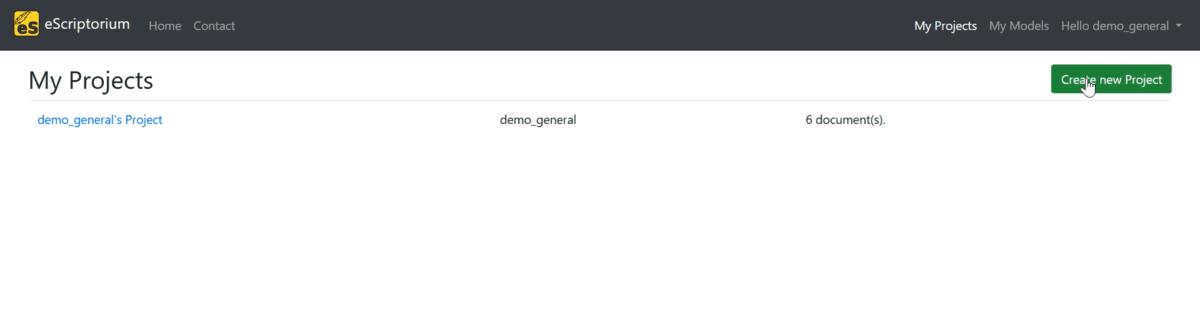 eS eScriptorium Home Contact My Projects My Models Hello demo_general
My Projects Create new Project
demo_general's Project demo_general 6 document(s).